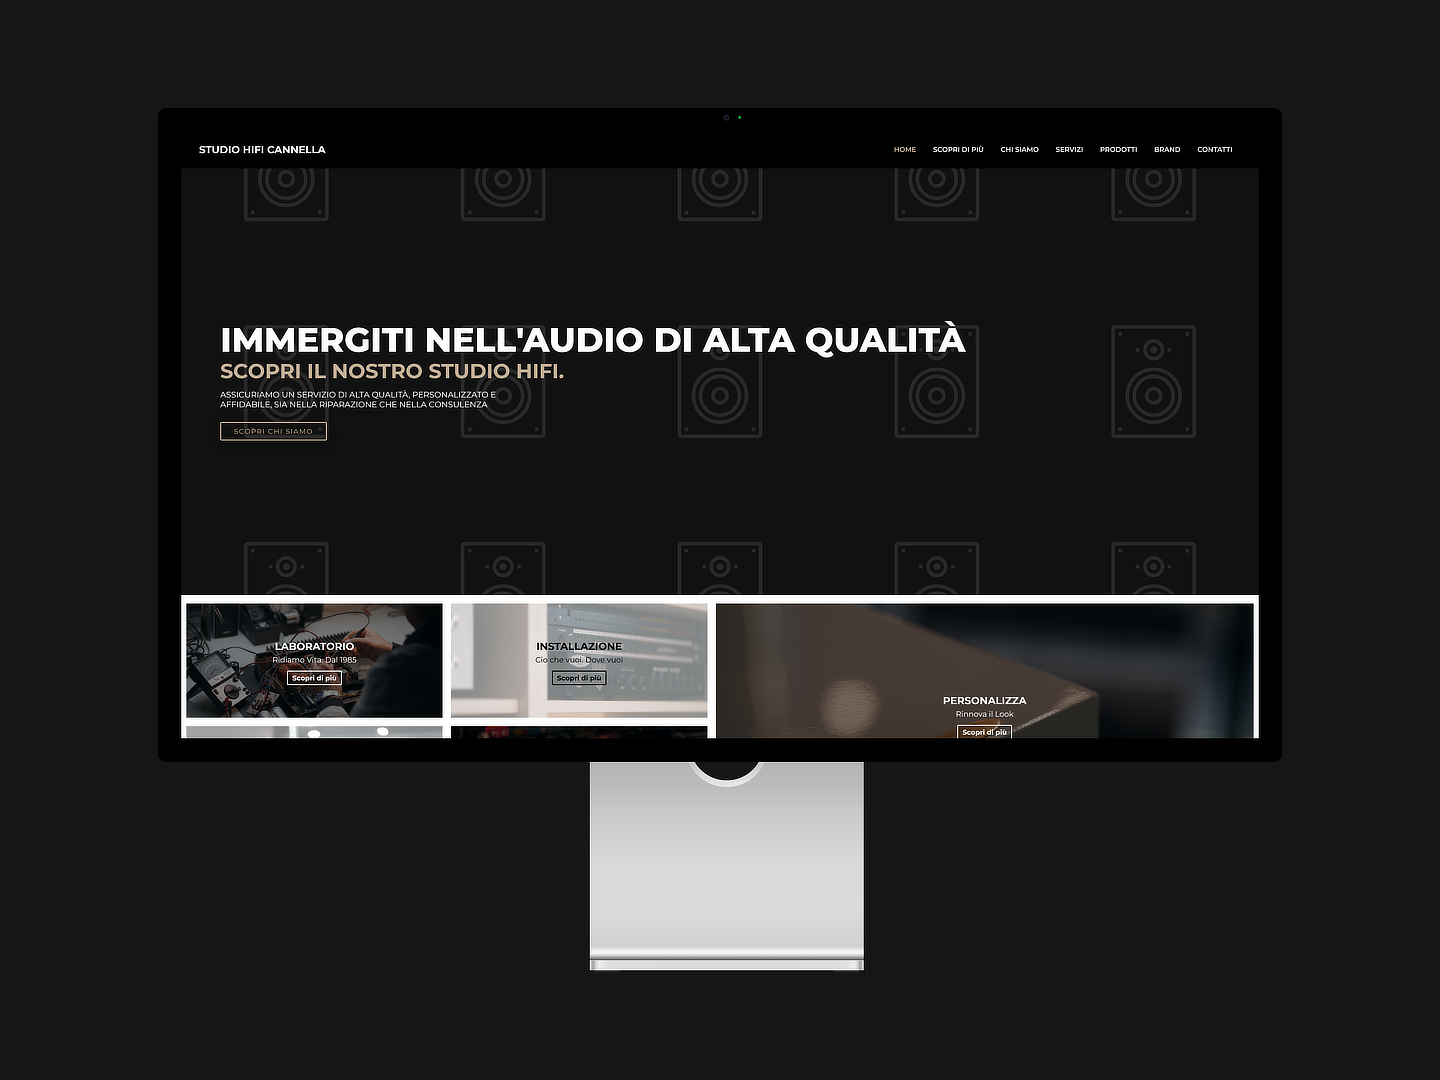 STUDIO HIFI CANNELLA
HOME SCOPRI DI PIÙ CHI SIAMO SERVIZI PRODOTTI BRAND CONTATTI
IMMERGITI NELL'AUDIO DI ALTA QUALITÀ
SCOPRI IL NOSTRO STUDIO HIFI.
ASSICURIAMO UN SERVIZIO DI ALTA QUALITÀ, PERSONALIZZATO E
AFFIDABILE, SIA NELLA RIPARAZIONE CHE NELLA CONSULENZA
SCOPRI CHI SIAMO
LABORATORIO
Ridiamo Vita. Dal 1985
Scopri di più
INSTALLAZIONE
Ciò che vuoi. Dove vuoi
Scopri di più
PERSONALIZZA
Rinnova il Look
Scopri di più